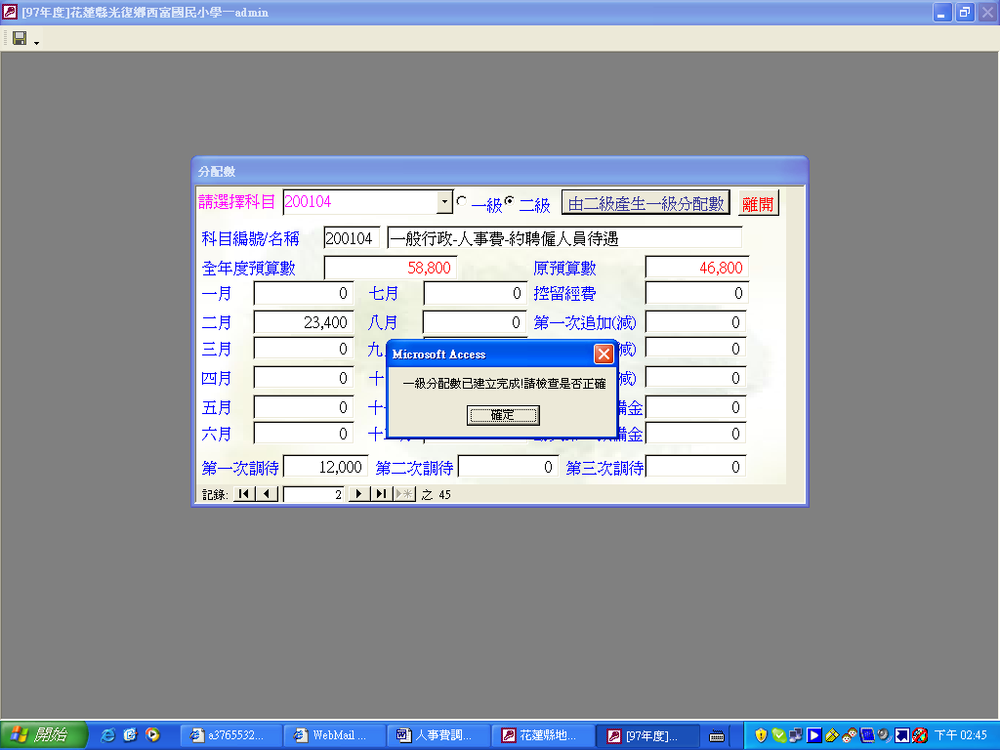 [97年度]花蓮縣光復鄉西富國民小學—admin
分配數
請選擇科目 200104 一級 二級 由二級產生一級分配數 離開
科目編號/名稱 200104 一般行政-人事費-約聘僱人員待遇
全年度預算數 58,800 原預算數 46,800
一月 0 七月 0 控留經費 0
二月 23,400 八月 0 第一次追加(減) 0
三月 0 九 減) 0
四月 0 十 減) 0
五月 0 十 備金 0
六月 0 十 備金 0
Microsoft Access
一級分配數已建立完成!請檢查是否正確
確定
第一次調待 12,000 第二次調待 0 第三次調待 0
記錄: 2 之 45
開始 a3765532... WebMail ... 人事費調... 花蓮縣地... [97年度]... 下午 02:45